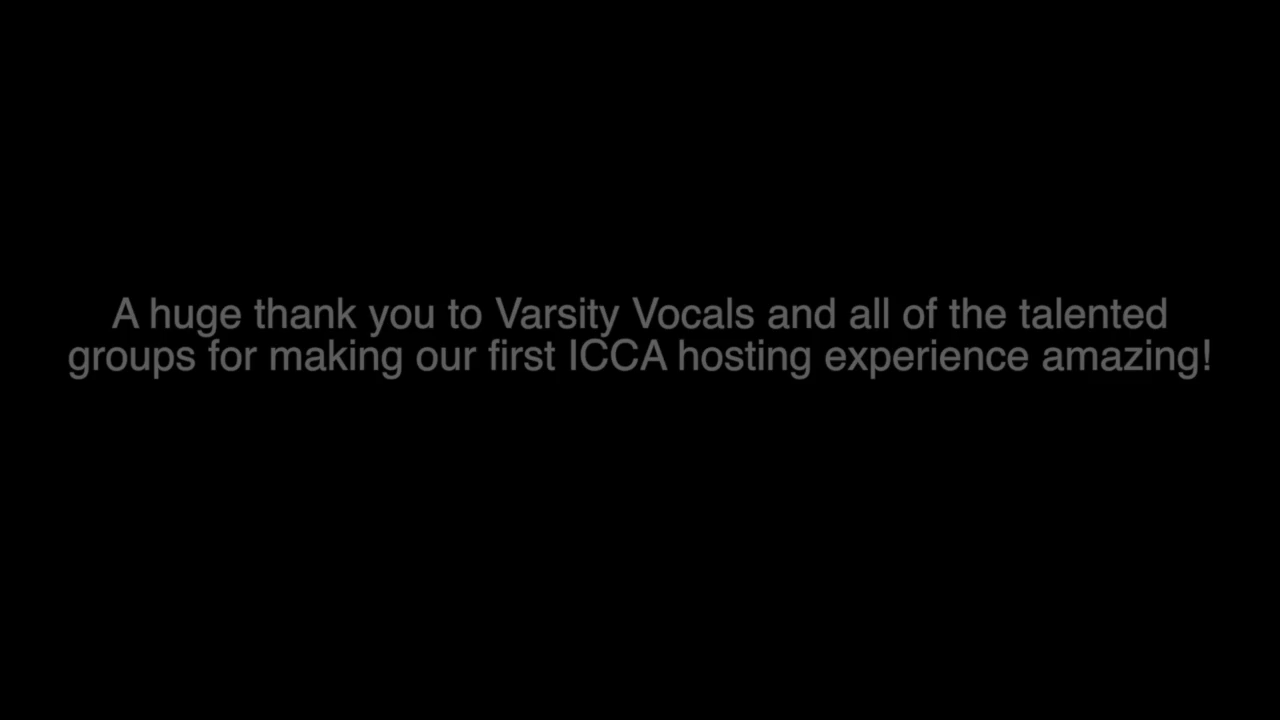 A huge thank you to Varsity Vocals and all of the talented
groups for making our first ICCA hosting experience amazing!